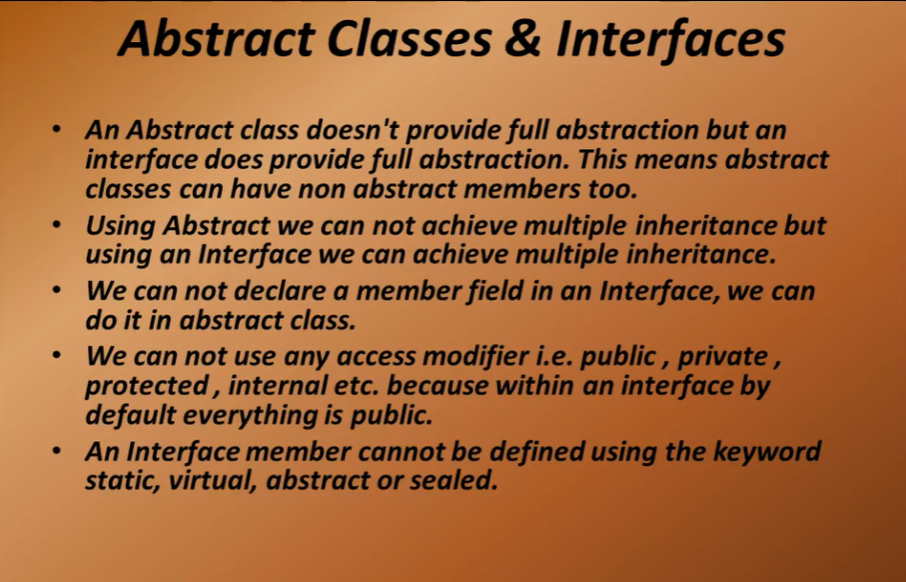 Abstract Classes & Interfaces
• An Abstract class doesn't provide full abstraction but an
interface does provide full abstraction. This means abstract
classes can have non abstract members too.
• Using Abstract we can not achieve multiple inheritance but
using an Interface we can achieve multiple inheritance.
• We can not declare a member field in an Interface, we can
do it in abstract class.
• We can not use any access modifier i.e. public , private ,
protected , internal etc. because within an interface by
default everything is public.
• An Interface member cannot be defined using the keyword
static, virtual, abstract or sealed.